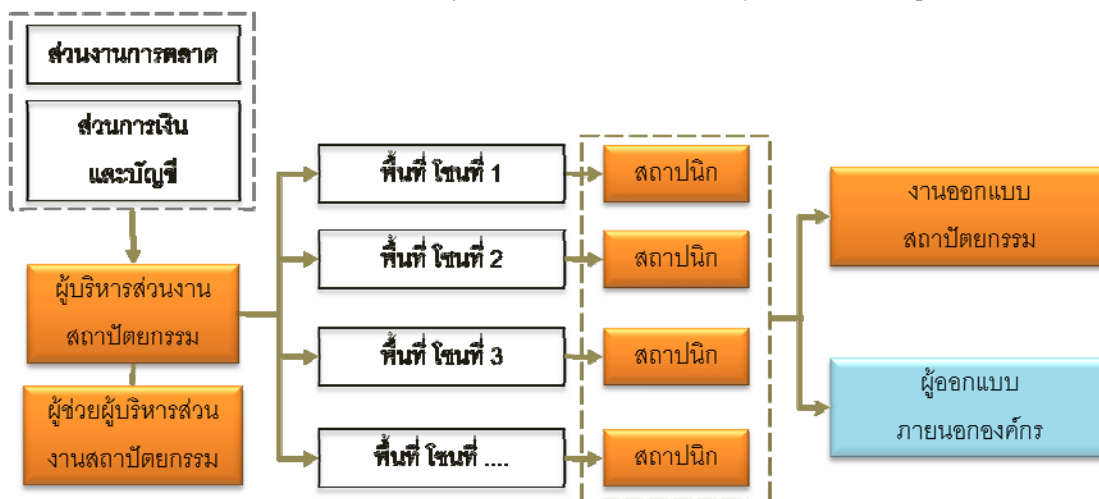 ส่วนงานการตลาด
ส่วนการเงิน
และบัญชี
ผู้บริหารส่วนงาน
สถาปัตยกรรม
ผู้ช่วยผู้บริหารส่วน
งานสถาปัตยกรรม
พื้นที่ โซนที่ 1
สถาปนิก
พื้นที่ โซนที่ 2
สถาปนิก
พื้นที่ โซนที่ 3
สถาปนิก
พื้นที่ โซนที่ ....
สถาปนิก
งานออกแบบ
สถาปัตยกรรม
ผู้ออกแบบ
ภายนอกองค์กร